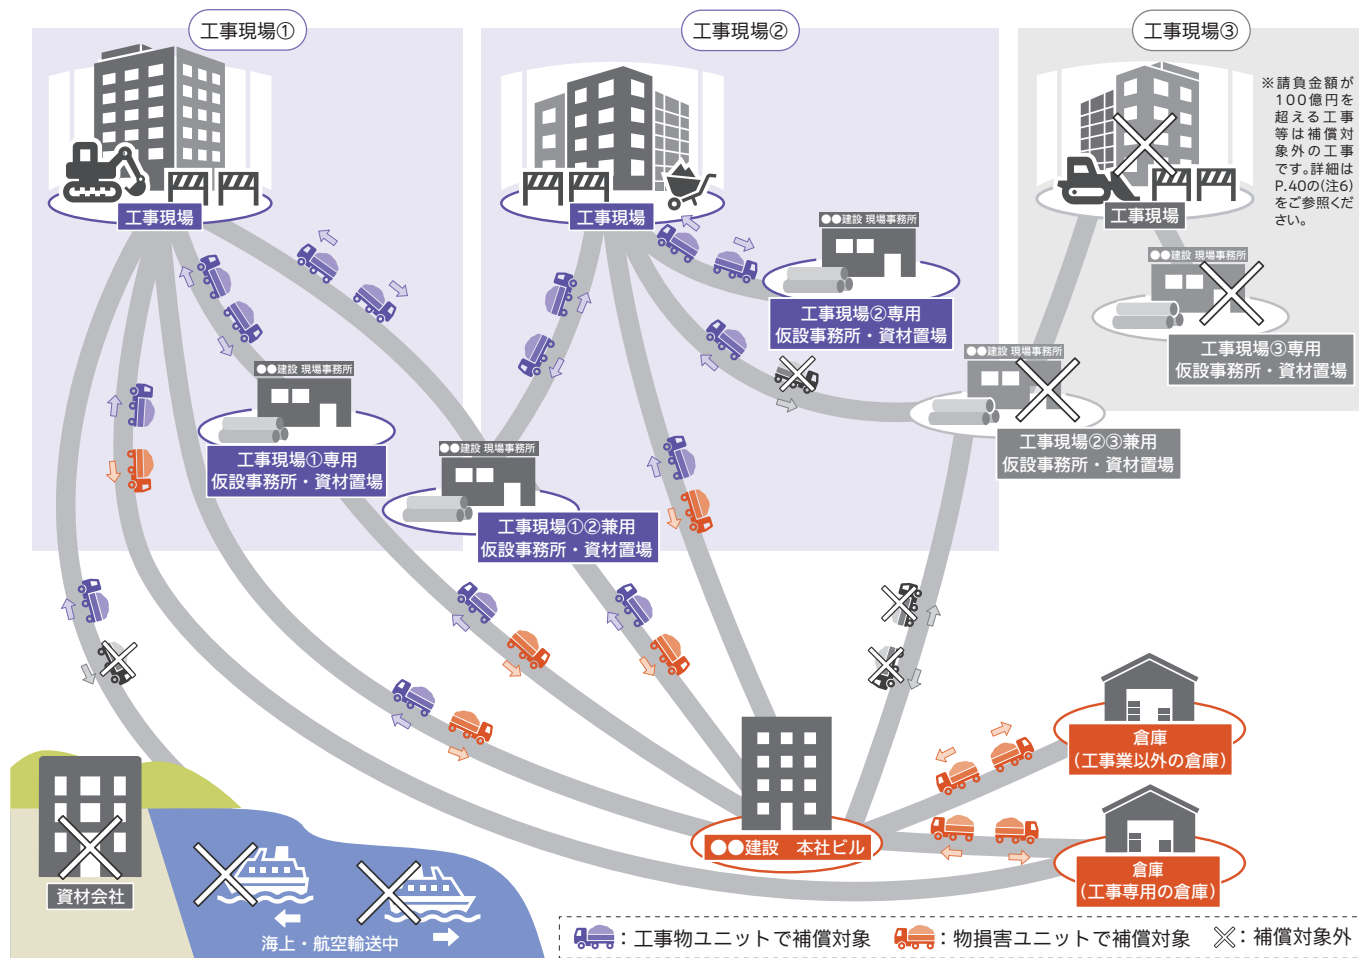 工事現場①
工事現場②
工事現場③
※請負金額が
100億円を
超える工事
等は補償対
象外の工事
です。詳細は
P.40の(注6)
をご参照くだ
さい。
工事現場
工事現場
工事現場
●●建設 現場事務所
工事現場②専用
仮設事務所・資材置場
●●建設 現場事務所
工事現場③専用
仮設事務所・資材置場
●●建設 現場事務所
工事現場②③兼用
仮設事務所・資材置場
●●建設 現場事務所
工事現場①専用
仮設事務所・資材置場
●●建設 現場事務所
工事現場①②兼用
仮設事務所・資材置場
倉庫
(工事業以外の倉庫)
●●建設　本社ビル
倉庫
(工事専用の倉庫)
資材会社
海上・航空輸送中
：工事物ユニットで補償対象
：物損害ユニットで補償対象
：補償対象外